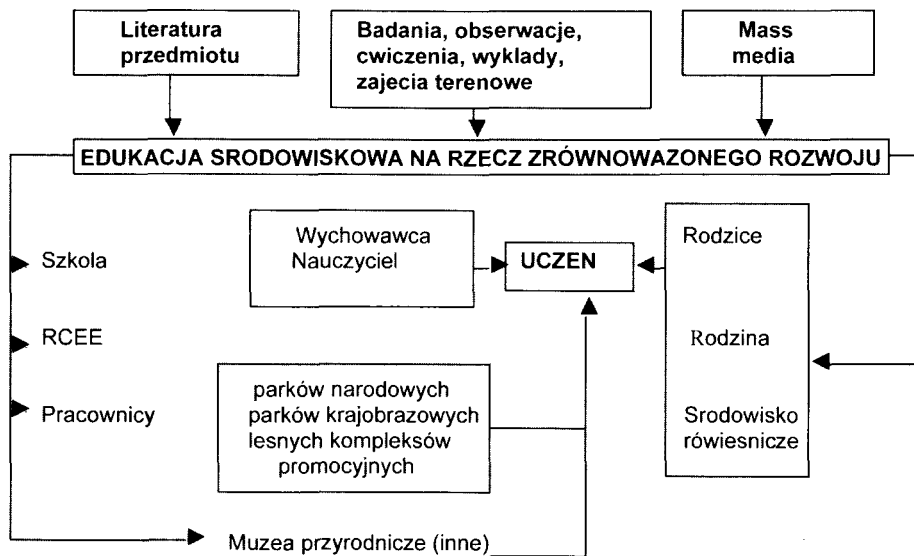 Literatura
przedmiotu
Badania, obserwacje,
cwiczenia, wyklady,
zajecia terenowe
Mass
media
EDUKACJA SRODOWISKOWA NA RZECZ ZRÓWNOWAZONEGO ROZWOJU
Wychowawca
Nauczyciel
UCZEN
Rodzice
Szkola
RCEE
Rodzina
Pracownicy
parków narodowych
parków krajobrazowych
lesnych kompleksów
promocyjnych
Srodowisko
rówiesnicze
Muzea przyrodnicze (inne)